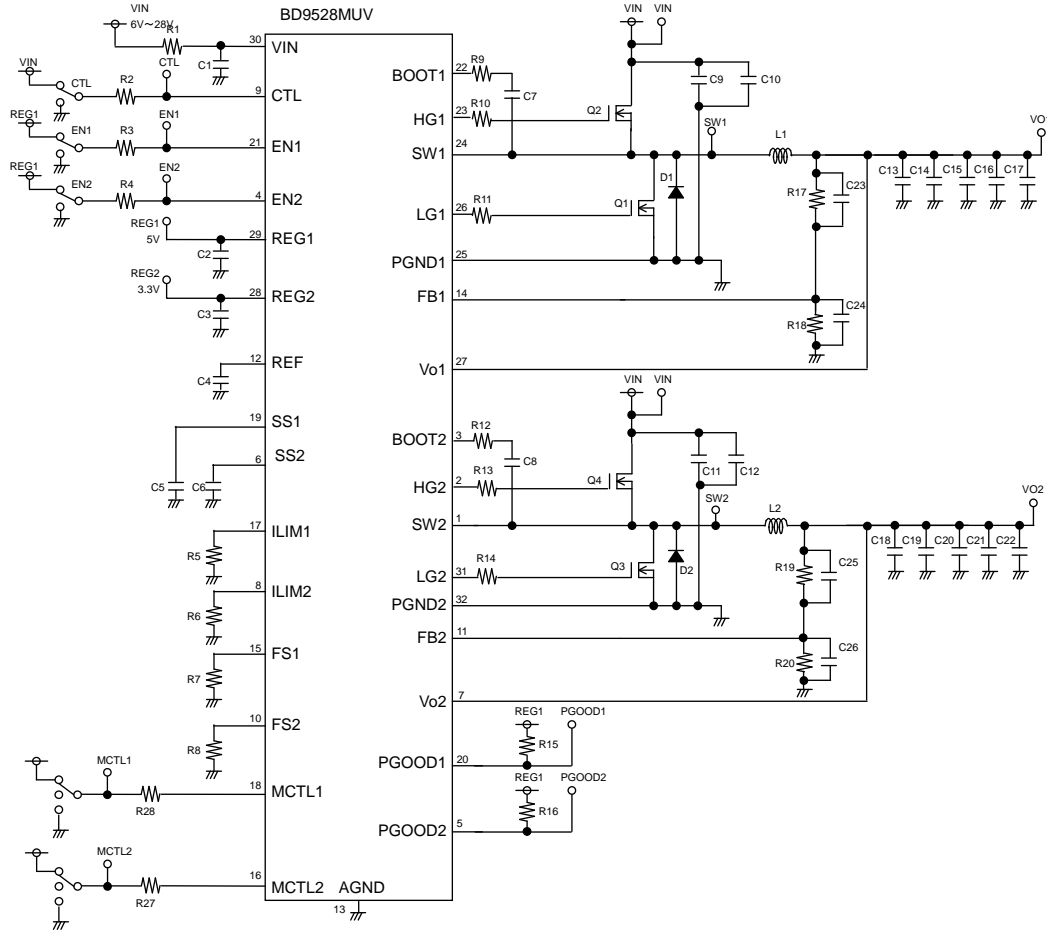 BD9528MUV
VIN
6V~28V
R1
30
VIN
C1
VIN
CTL
CTL
R2
9
CTL
REG1
EN1
EN1
R3
21
EN1
REG1
EN2
EN2
R4
4
EN2
REG1
5V
29
REG1
C2
REG2
3.3V
28
REG2
C3
12
REF
C4
19
SS1
6
SS2
C5
C6
17
ILIM1
R5
8
ILIM2
R6
15
FS1
R7
10
FS2
R8
MCTL1
18
MCTL1
R28
MCTL2
16
MCTL2
R27
AGND
13
VIN
VIN
BOOT1
22
R9
C7
C9
C10
HG1
23
R10
Q2
SW1
24
SW1
L1
VO1
C13
C14
C15
C16
C17
D1
R17
C23
LG1
26
R11
Q1
PGND1
25
FB1
14
R18
C24
Vo1
27
VIN
VIN
BOOT2
3
R12
C8
C11
C12
HG2
2
R13
Q4
SW2
1
SW2
L2
VO2
C18
C19
C20
C21
C22
LG2
31
R14
Q3
D2
R19
C25
PGND2
32
FB2
11
R20
C26
Vo2
7
REG1
PGOOD1
R15
PGOOD1
20
REG1
PGOOD2
R16
PGOOD2
5